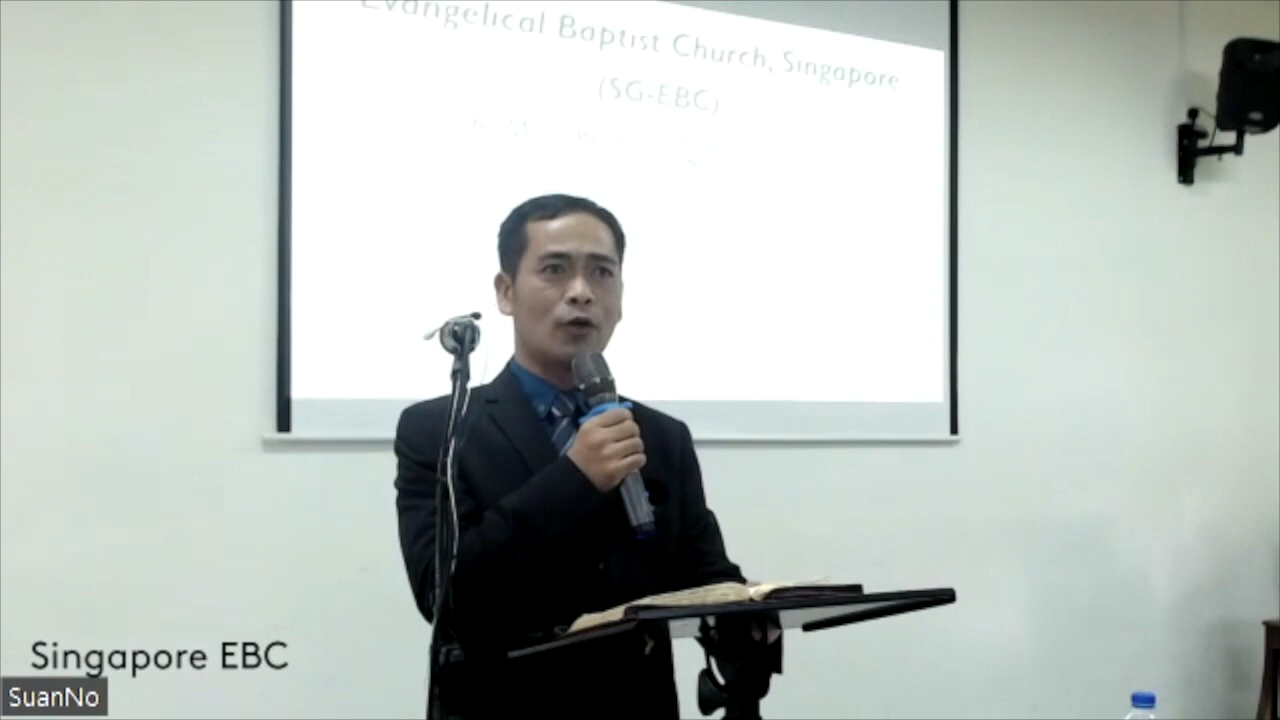 Evangelical Baptist Church, Singapore
(SG-EBC)
Singapore EBC
SuanNo